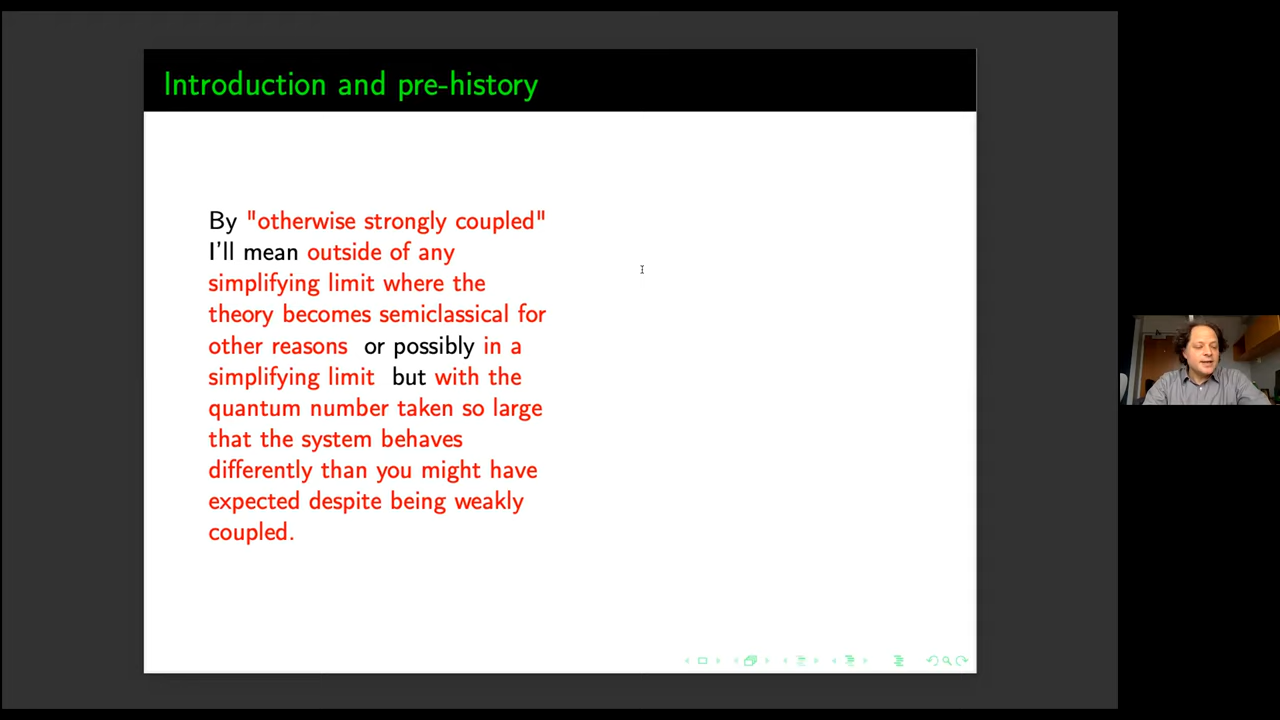 Introduction and pre-history
By "otherwise strongly coupled"
I'll mean outside of any
simplifying limit where the
theory becomes semiclassical for
other reasons or possibly in a
simplifying limit but with the
quantum number taken so large
that the system behaves
differently than you might have
expected despite being weakly
coupled.